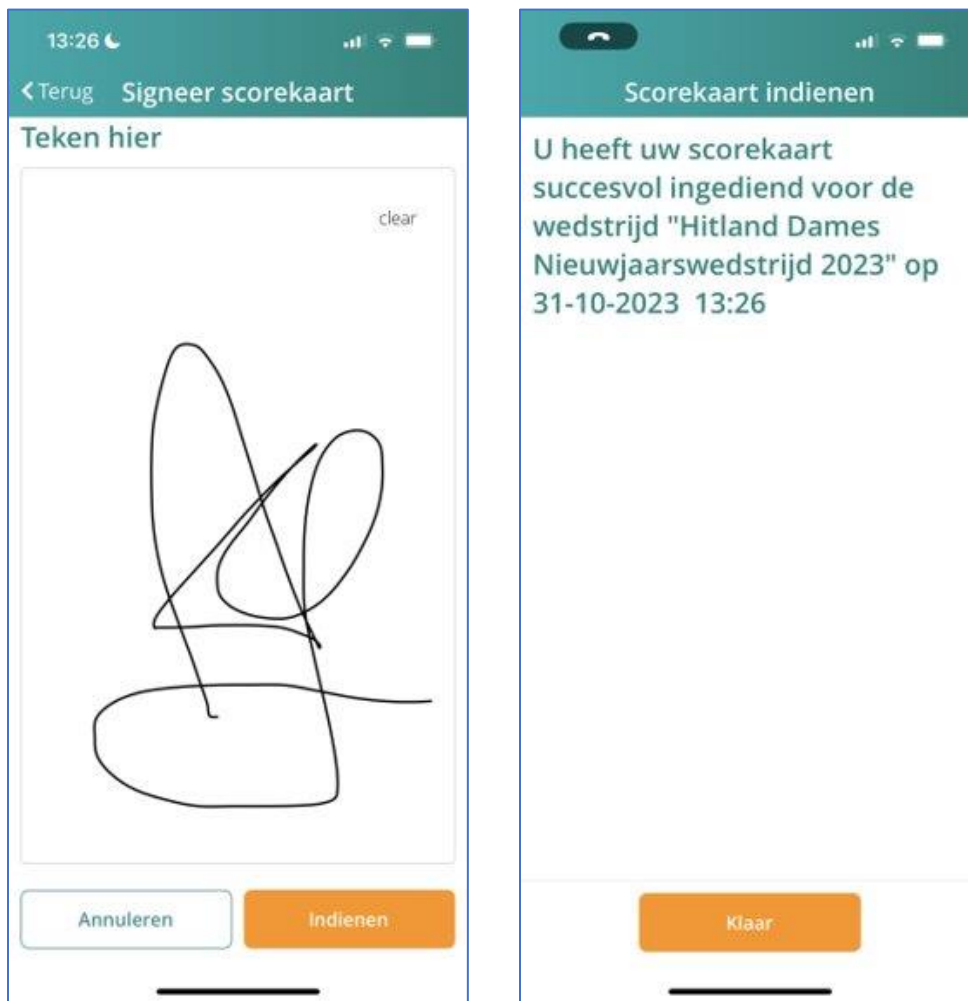 13:26
Terug Signeer scorekaart
Teken hier
clear
Annuleren Indienen
Scorekaart indienen
U heeft uw scorekaart
succesvol ingediend voor de
wedstrijd "Hitland Dames
Nieuwjaarswedstrijd 2023" op
31-10-2023 13:26
Klaar